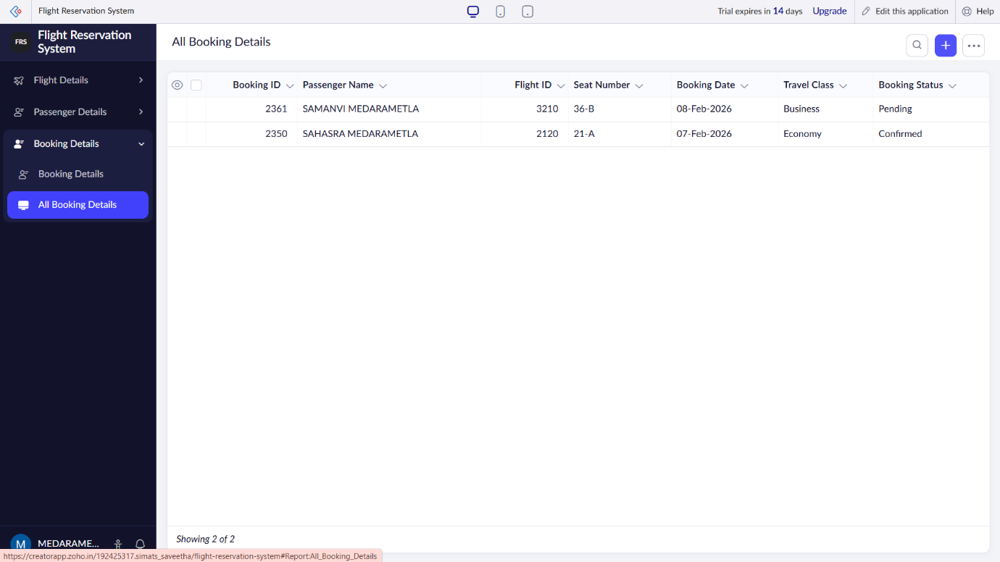 Flight Reservation System
Trial expires in 14 days Upgrade Edit this application Help
FRS Flight Reservation System
Flight Details
Passenger Details
Booking Details
Booking Details
All Booking Details
All Booking Details
Booking ID Passenger Name Flight ID Seat Number Booking Date Travel Class Booking Status
2361 SAMANVI MEDARAMETLA 3210 36-B 08-Feb-2026 Business Pending
2350 SAHASRA MEDARAMETLA 2120 21-A 07-Feb-2026 Economy Confirmed
Showing 2 of 2
M MEDARAME...
https://creatorapp.zoho.in/192425317.simats_saveetha/flight-reservation-system#Report:All_Booking_Details